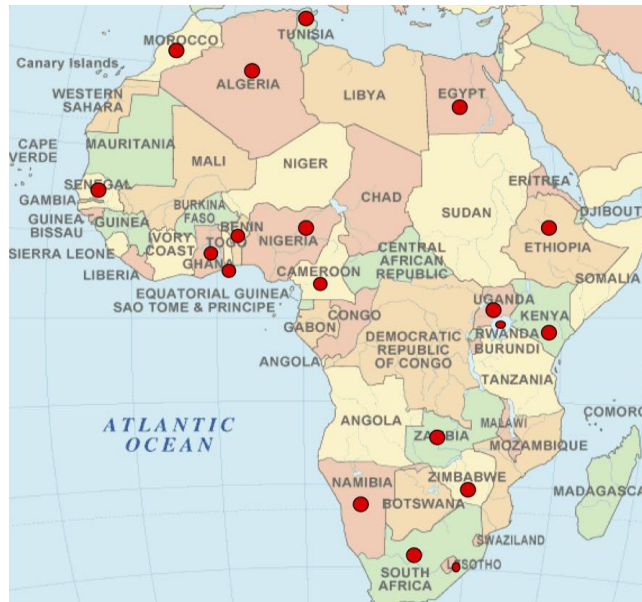 TUNISIA
MOROCCO
Canary Islands
ALGERIA
LIBYA
EGYPT
WESTERN
SAHARA
MAURITANIA
CAPE
VERDE
MALI
NIGER
CHAD
SUDAN
ERITREA
DJIBOUT
SENEGAL
GAMBIA
GUINEA
BISSAU
GUINEA
BURKINA
FASO
BENIN
TOGO
NIGERIA
IVORY
COAST
GHANA
SIERRA LEONE
LIBERIA
CAMEROON
CENTRAL
AFRICAN
REPUBLIC
ETHIOPIA
SOMALIA
EQUATORIAL GUINEA
SAO TOME & PRINCIPE
GABON
CONGO
UGANDA
KENYA
RWANDA
BURUNDI
DEMOCRATIC
REPUBLIC
OF CONGO
ANGOLA
TANZANIA
COMORO
ATLANTIC
OCEAN
ANGOLA
ZAMBIA
MALAWI
MOZAMBIQUE
NAMIBIA
ZIMBABWE
BOTSWANA
MADAGASCA
SWAZILAND
LESOTHO
SOUTH
AFRICA